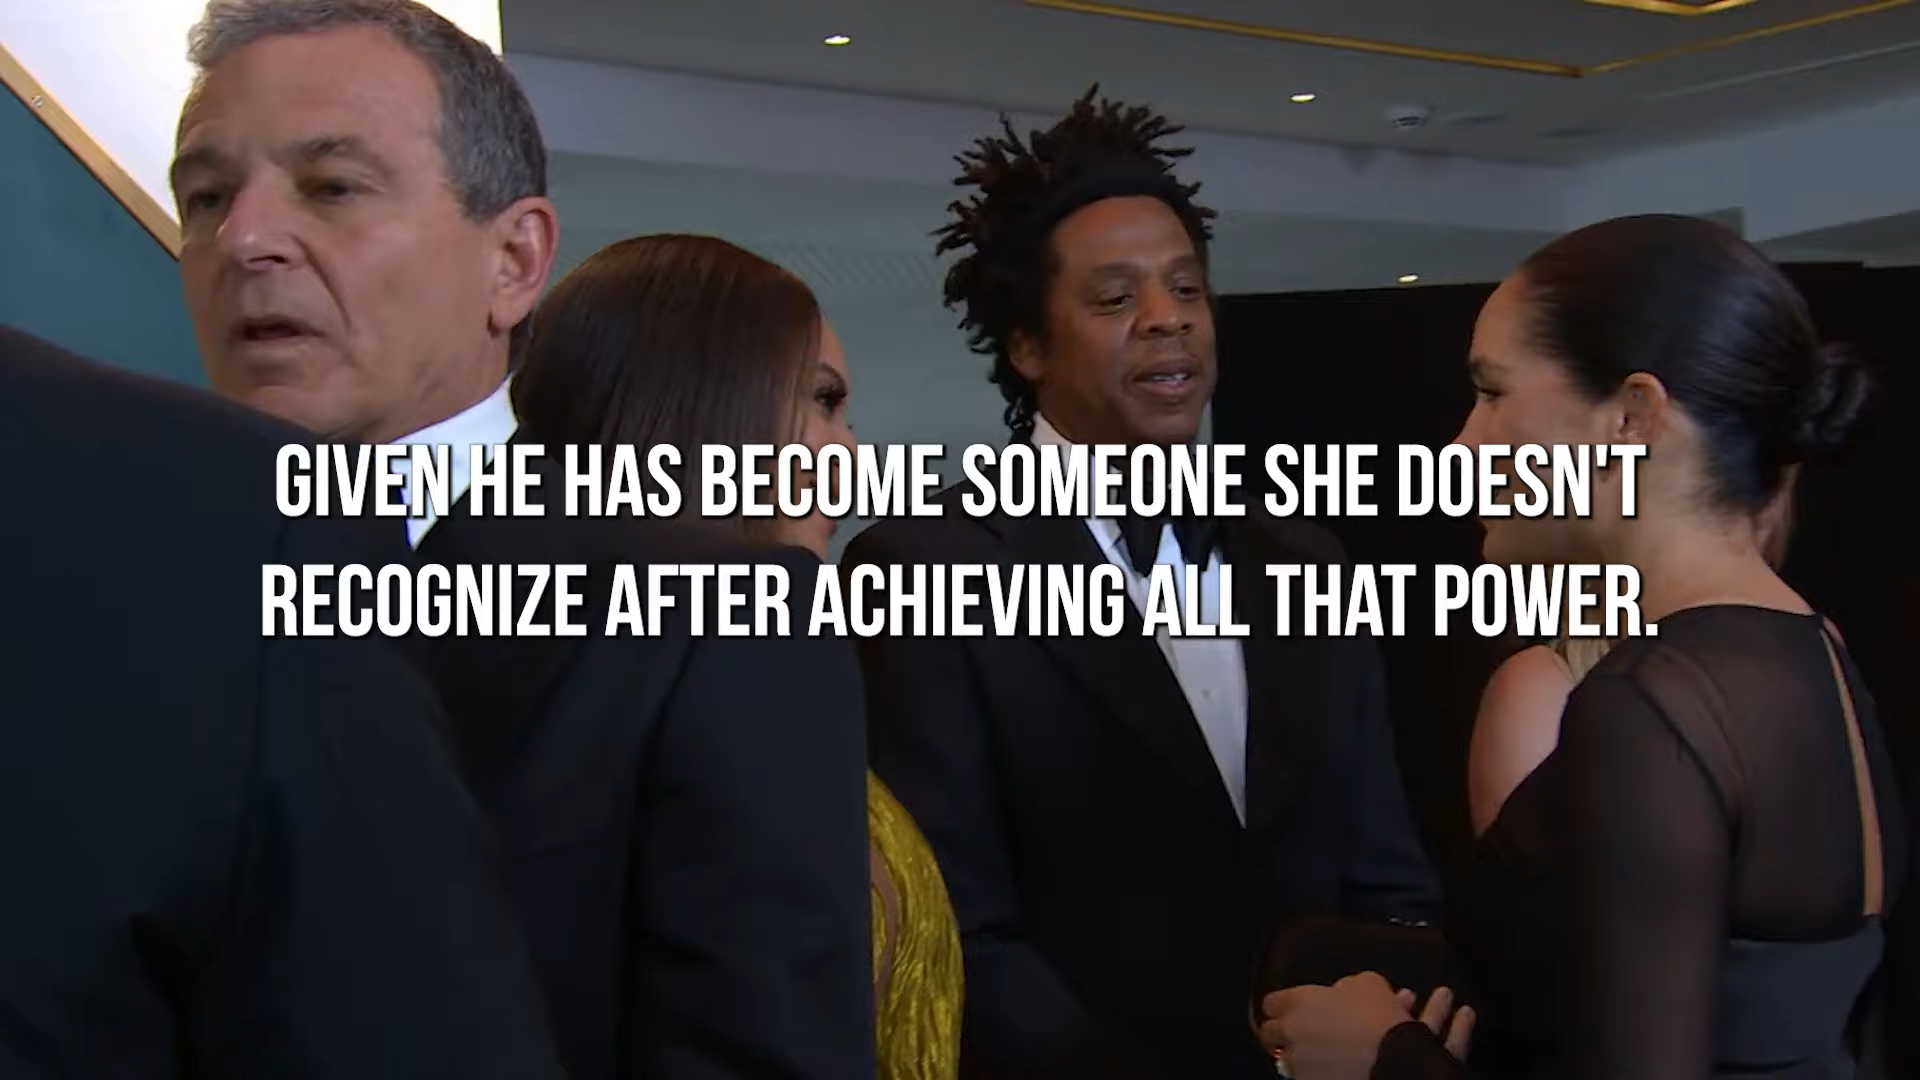 GIVEN HE HAS BECOME SOMEONE SHE DOESN'T
RECOGNIZE AFTER ACHIEVING ALL THAT POWER.